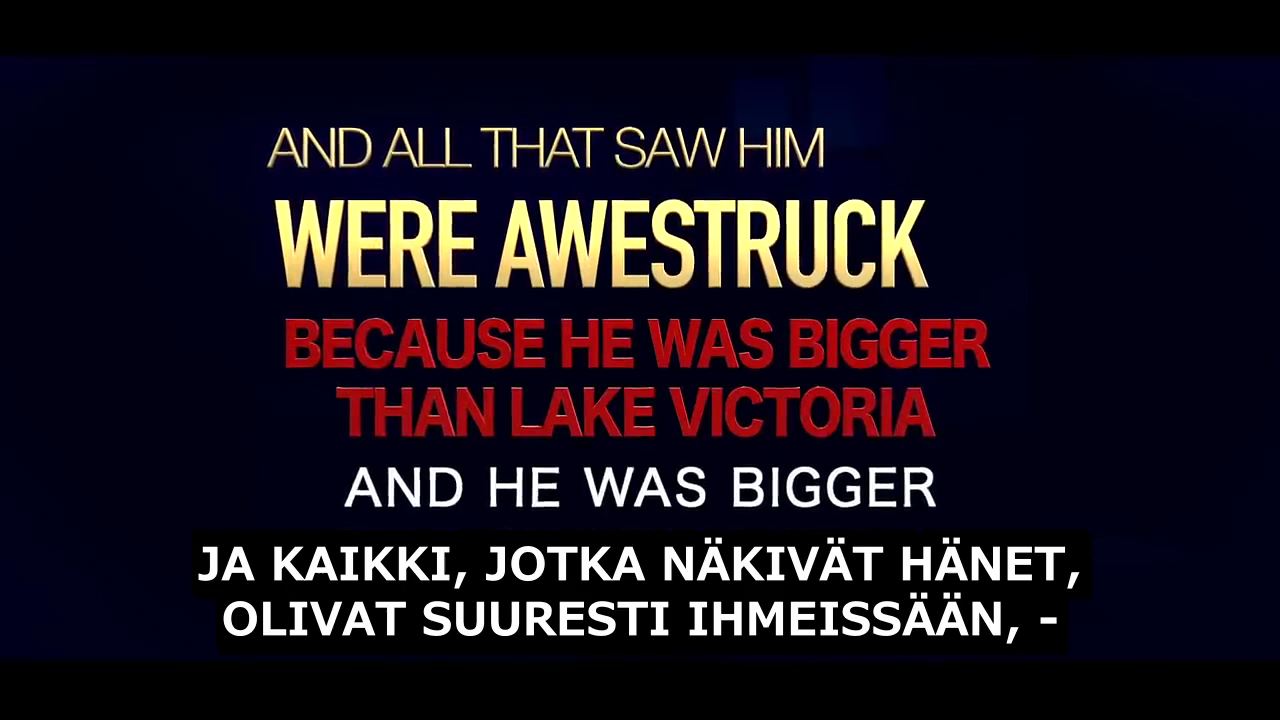 AND ALL THAT SAW HIM
WERE AWESTRUCK
BECAUSE HE WAS BIGGER
THAN LAKE VICTORIA
AND HE WAS BIGGER
JA KAIKKI, JOTKA NÄKIVÄT HÄNET,
OLIVAT SUURESTI IHMEISSÄÄN, -